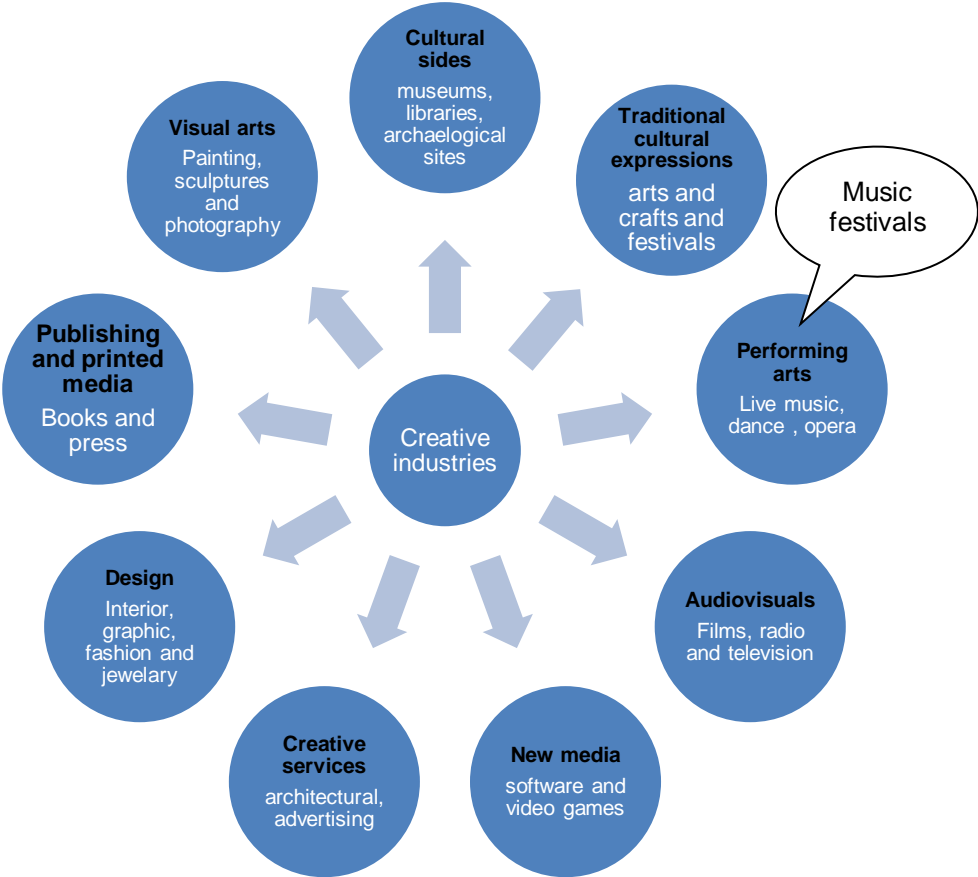 Cultural
sides
museums,
libraries,
archaelogical
sites
Traditional
cultural
expressions
arts and
crafts and
festivals
Music
festivals
Performing
arts
Live music,
dance , opera
Audiovisuals
Films, radio
and television
New media
software and
video games
Creative
services
architectural,
advertising
Design
Interior,
graphic,
fashion and
jewelary
Publishing
and printed
media
Books and
press
Visual arts
Painting,
sculptures
and
photography
Creative
industries